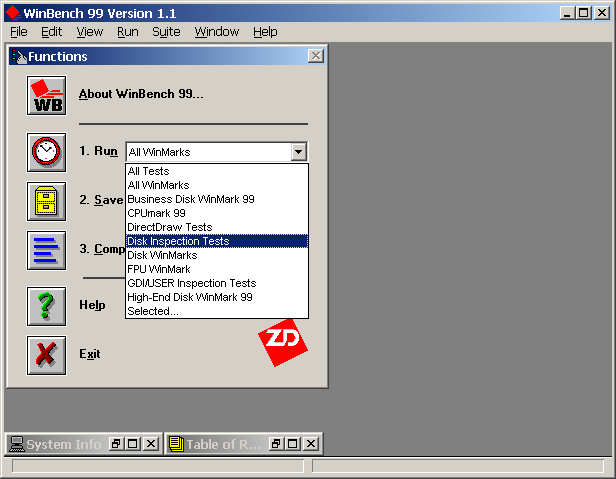 WinBench 99 Version 1.1
File Edit View Run Suite Window Help
Functions
WB
About WinBench 99...
1. Run All WinMarks
All Tests
All WinMarks
2. Save
Business Disk WinMark 99
CPUmark 99
DirectDraw Tests
3. Comp
Disk Inspection Tests
Disk WinMarks
FPU WinMark
GDI/USER Inspection Tests
Help
High-End Disk WinMark 99
Selected...
ZD
Exit
System Info
Table of R...